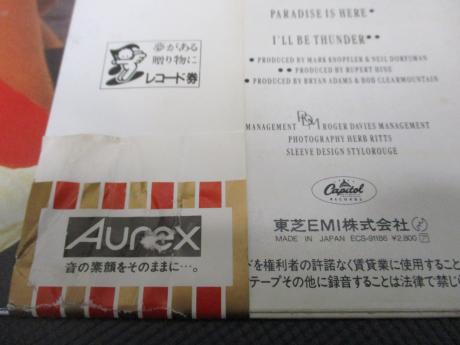 PARADISE IS HERE*
I'LL BE THUNDER**
夢がある
贈り物に
レコード券
• PRODUCED BY MARK KNOPFLER & NEIL DORFSMAN
•• PRODUCED BY RUPERT HINE
• PRODUCED BY BRYAN ADAMS & BOB CLEARMOUNTAIN
MANAGEMENT RDM ROGER DAVIES MANAGEMENT
PHOTOGRAPHY HERB RITTS
SLEEVE DESIGN STYLOROUGE
Capitol
RECORDS
東芝EMI株式会社
MADE IN JAPAN ECS-91186 ¥2,800
Aurex
音の素顔をそのままに…。
ドを権利者の許諾なく賃貸業に使用すること
テープその他に録音することは法律で禁じ